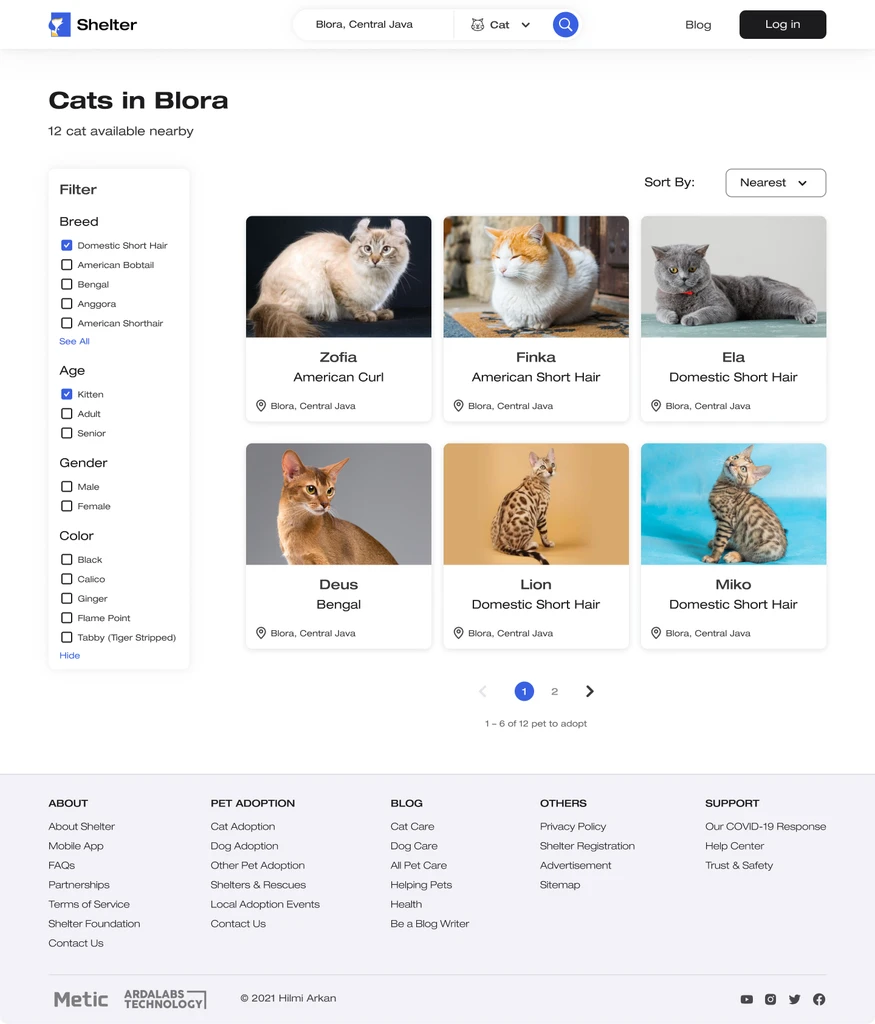 Shelter
Blora, Central Java
Cat
Blog
Log in
Cats in Blora
12 cat available nearby
Filter
Breed
Domestic Short Hair
American Bobtail
Bengal
Anggora
American Shorthair
See All
Age
Kitten
Adult
Senior
Gender
Male
Female
Color
Black
Calico
Ginger
Flame Point
Tabby (Tiger Stripped)
Hide
Sort By:
Nearest
Zofia
American Curl
Blora, Central Java
Finka
American Short Hair
Blora, Central Java
Ela
Domestic Short Hair
Blora, Central Java
Deus
Bengal
Blora, Central Java
Lion
Domestic Short Hair
Blora, Central Java
Miko
Domestic Short Hair
Blora, Central Java
1
2
1 – 6 of 12 pet to adopt
ABOUT
About Shelter
Mobile App
FAQs
Partnerships
Terms of Service
Shelter Foundation
Contact Us
PET ADOPTION
Cat Adoption
Dog Adoption
Other Pet Adoption
Shelters & Rescues
Local Adoption Events
Contact Us
BLOG
Cat Care
Dog Care
All Pet Care
Helping Pets
Health
Be a Blog Writer
OTHERS
Privacy Policy
Shelter Registration
Advertisement
Sitemap
SUPPORT
Our COVID-19 Response
Help Center
Trust & Safety
Metic
ARDALABS
TECHNOLOGY
© 2021 Hilmi Arkan